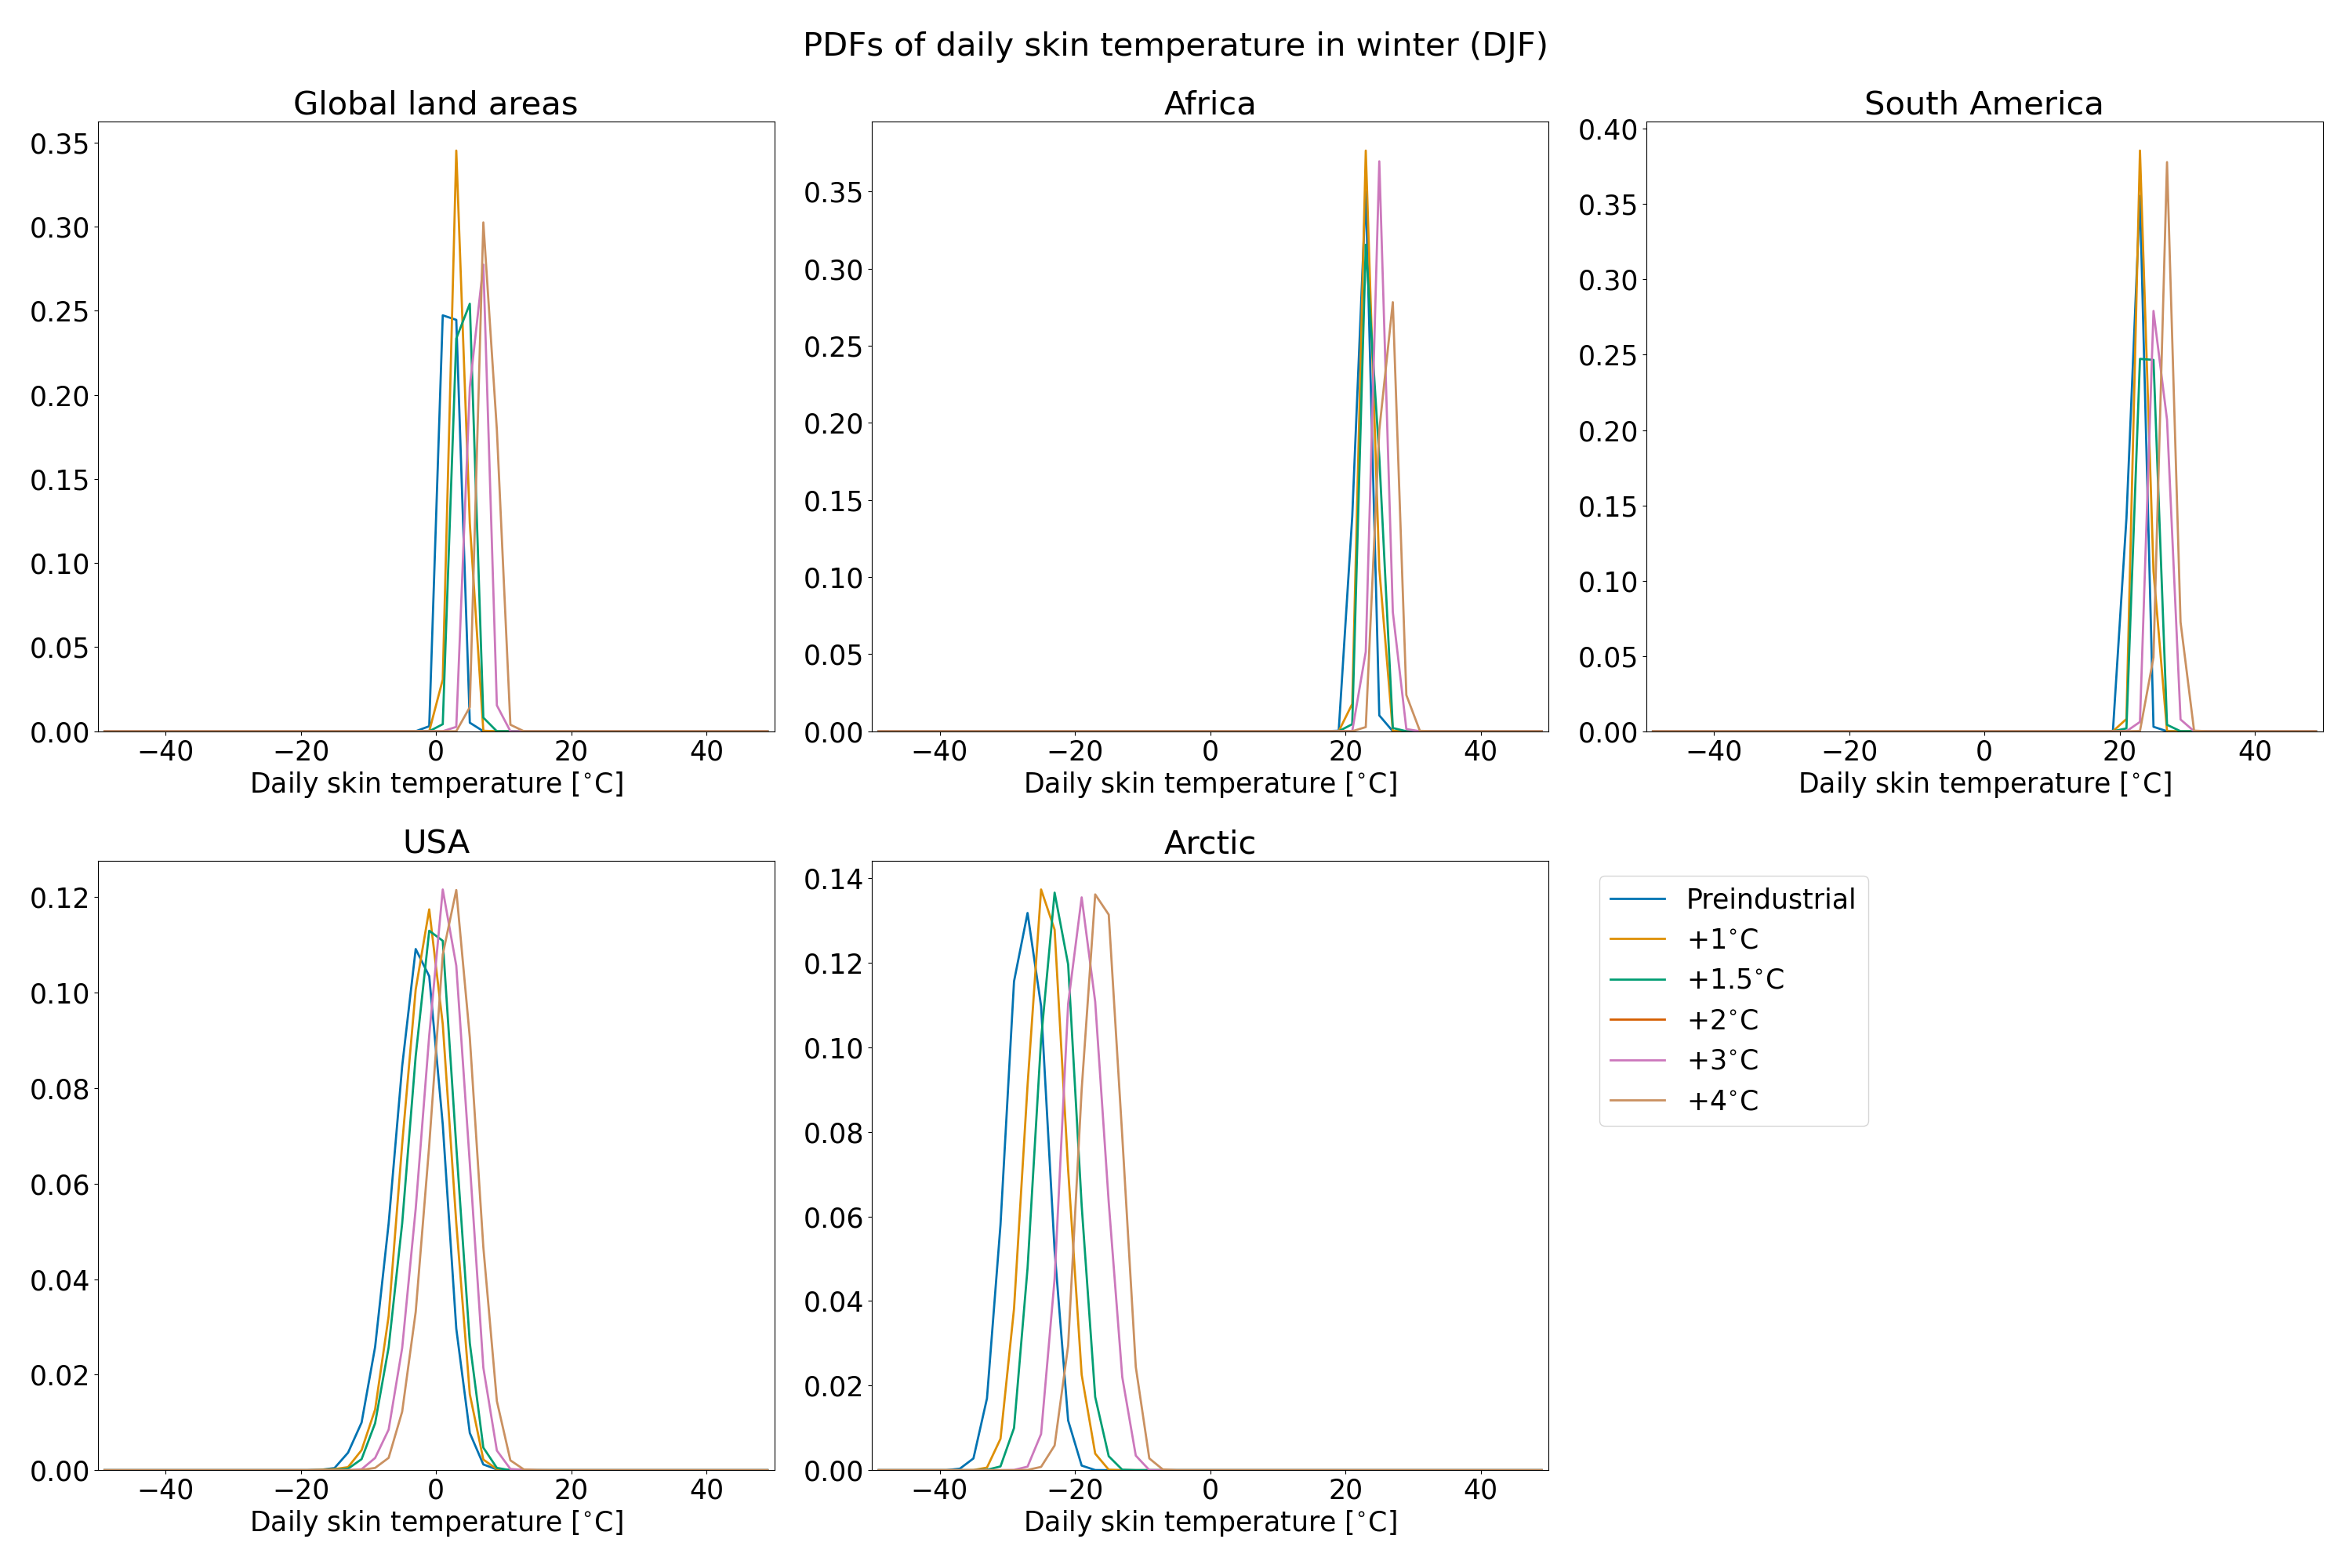 PDFs of daily skin temperature in winter (DJF)
Global land areas
0.35
0.30
0.25
0.20
0.15
0.10
0.05
0.00
−40 −20 0 20 40
Daily skin temperature [°C]
Africa
0.35
0.30
0.25
0.20
0.15
0.10
0.05
0.00
−40 −20 0 20 40
Daily skin temperature [°C]
South America
0.40
0.35
0.30
0.25
0.20
0.15
0.10
0.05
0.00
−40 −20 0 20 40
Daily skin temperature [°C]
USA
0.12
0.10
0.08
0.06
0.04
0.02
0.00
−40 −20 0 20 40
Daily skin temperature [°C]
Arctic
0.14
0.12
0.10
0.08
0.06
0.04
0.02
0.00
−40 −20 0 20 40
Daily skin temperature [°C]
Preindustrial
+1°C
+1.5°C
+2°C
+3°C
+4°C